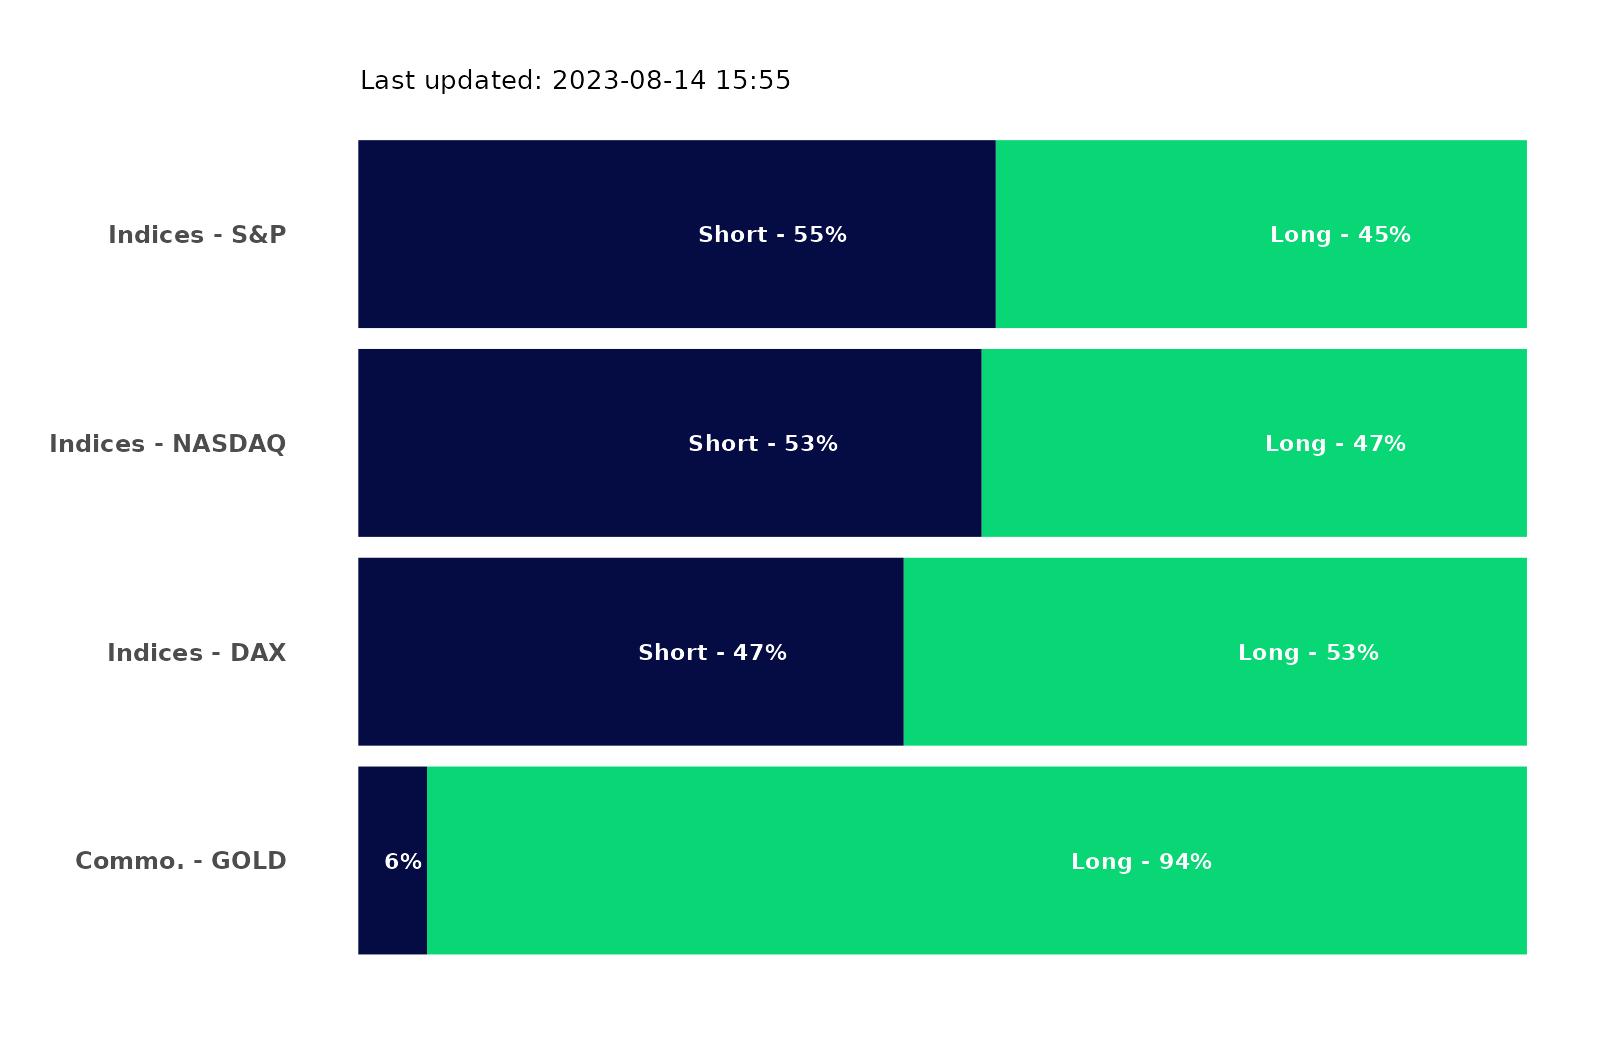 Last updated: 2023-08-14 15:55
Indices - S&P
Short - 55%
Long - 45%
Indices - NASDAQ
Short - 53%
Long - 47%
Indices - DAX
Short - 47%
Long - 53%
Commo. - GOLD
6%
Long - 94%